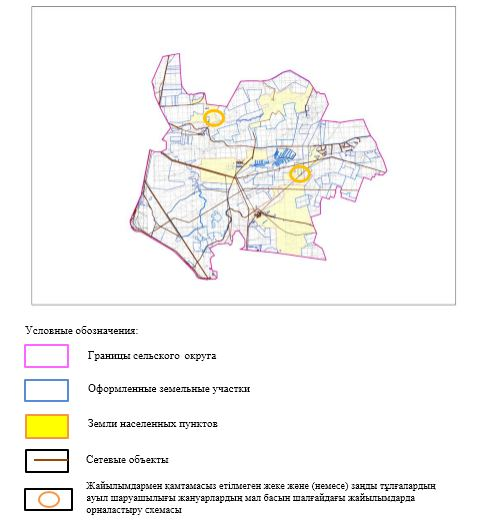 Условные обозначения:
Границы сельского округа
Оформленные земельные участки
Земли населенных пунктов
Сетевые объекты
Жайылымдармен қамтамасыз етілмеген жеке және (немесе) заңды тұлғалардың
ауыл шаруашылығы жануарлардың мал басын шалғайдағы жайылымдарда
орналастыру схемасы